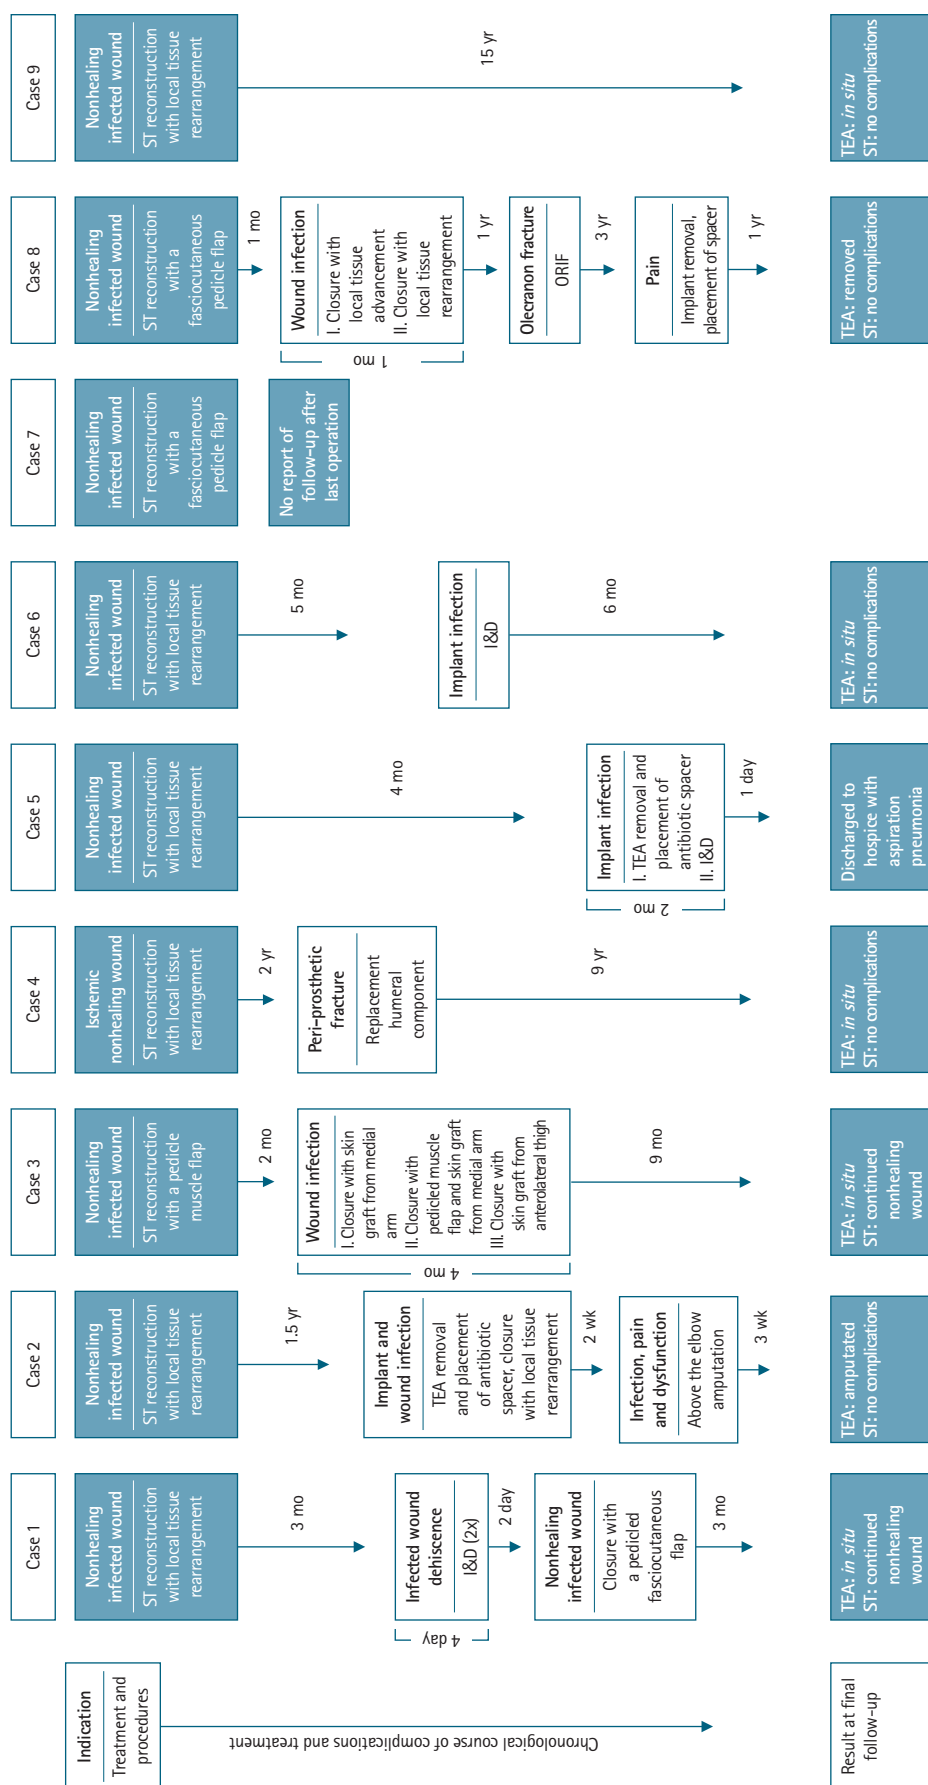 Indication
Treatment and
procedures
Chronological course of complications and treatment
Result at final
follow-up
Case 1
Nonhealing
infected wound
ST reconstruction
with local tissue
rearrangement
3 mo
Infected wound
dehiscence
I&D (2x)
4 day
2 day
Nonhealing
infected wound
Closure with
a pedicled
fasciocutaneous
flap
3 mo
TEA: in situ
ST: continued
nonhealing
wound
Case 2
Nonhealing
infected wound
ST reconstruction
with local tissue
rearrangement
1.5 yr
Implant and
wound infection
TEA removal
and placement
of antibiotic
spacer, closure
with local tissue
rearrangement
2 wk
Infection, pain
and dysfunction
Above the elbow
amputation
3 wk
TEA: amputated
ST: no complications
Case 3
Nonhealing
infected wound
ST reconstruction
with a pedicle
muscle flap
2 mo
Wound infection
I. Closure with skin
graft from medial
arm
II. Closure with
pedicled muscle
flap and skin graft
from medial arm
III. Closure with
skin graft from
anterolateral thigh
4 mo
9 mo
TEA: in situ
ST: continued
nonhealing
wound
Case 4
Ischemic
nonhealing wound
ST reconstruction
with local tissue
rearrangement
2 yr
Peri-prosthetic
fracture
Replacement
humeral
component
9 yr
TEA: in situ
ST: no complications
Case 5
Nonhealing
infected wound
ST reconstruction
with local tissue
rearrangement
4 mo
Implant infection
I. TEA removal and
placement of
antibiotic spacer
II. I&D
2 mo
1 day
Discharged to
hospice with
aspiration
pneumonia
Case 6
Nonhealing
infected wound
ST reconstruction
with local tissue
rearrangement
5 mo
Implant infection
I&D
6 mo
TEA: in situ
ST: no complications
Case 7
Nonhealing
infected wound
ST reconstruction
with a
fasciocutaneous
pedicle flap
No report of
follow-up after
last operation
Case 8
Nonhealing
infected wound
ST reconstruction
with a
fasciocutaneous
pedicle flap
1 mo
Wound infection
I. Closure with
local tissue
advancement
II. Closure with
local tissue
rearrangement
1 mo
1 yr
Olecranon fracture
ORIF
3 yr
Pain
Implant removal,
placement of spacer
1 yr
TEA: removed
ST: no complications
Case 9
Nonhealing
infected wound
ST reconstruction
with local tissue
rearrangement
15 yr
TEA: in situ
ST: no complications